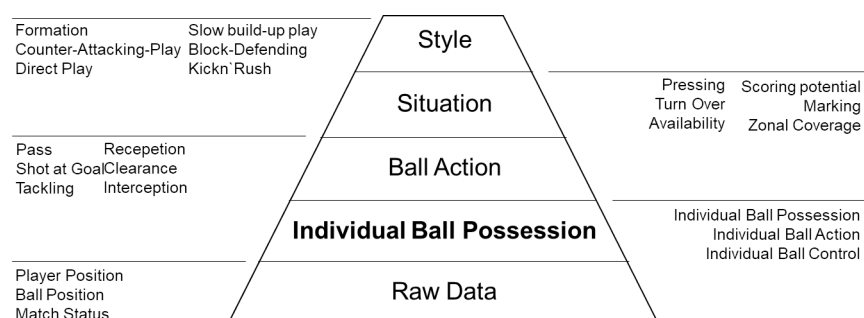 Formation Slow build-up play
Counter-Attacking-Play Block-Defending
Direct Play Kickn`Rush
Style
Pressing Scoring potential
Turn Over Marking
Availability Zonal Coverage
Situation
Pass Recepetion
Shot at Goal Clearance
Tackling Interception
Ball Action
Individual Ball Possession
Individual Ball Action
Individual Ball Control
Individual Ball Possession
Player Position
Ball Position
Match Status
Raw Data